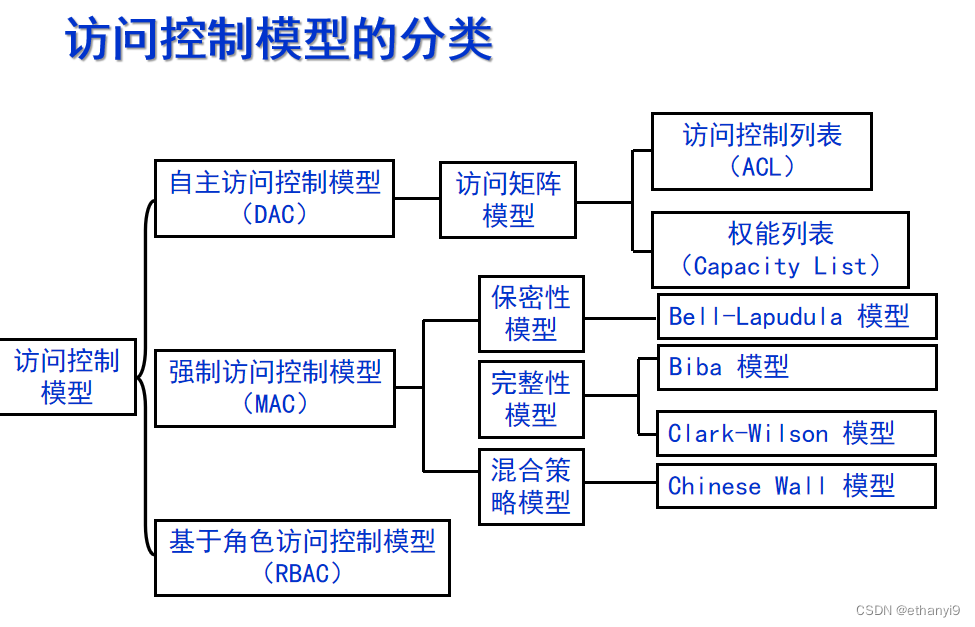 访问控制模型的分类
访问控制列表
（ACL）
自主访问控制模型
（DAC）
访问矩阵
模型
权能列表
（Capacity List）
保密性
模型
Bell-Lapudula 模型
访问控制
模型
强制访问控制模型
（MAC）
完整性
模型
Biba 模型
Clark-Wilson 模型
混合策
略模型
Chinese Wall 模型
基于角色访问控制模型
（RBAC）
CSDN @ethanyi9